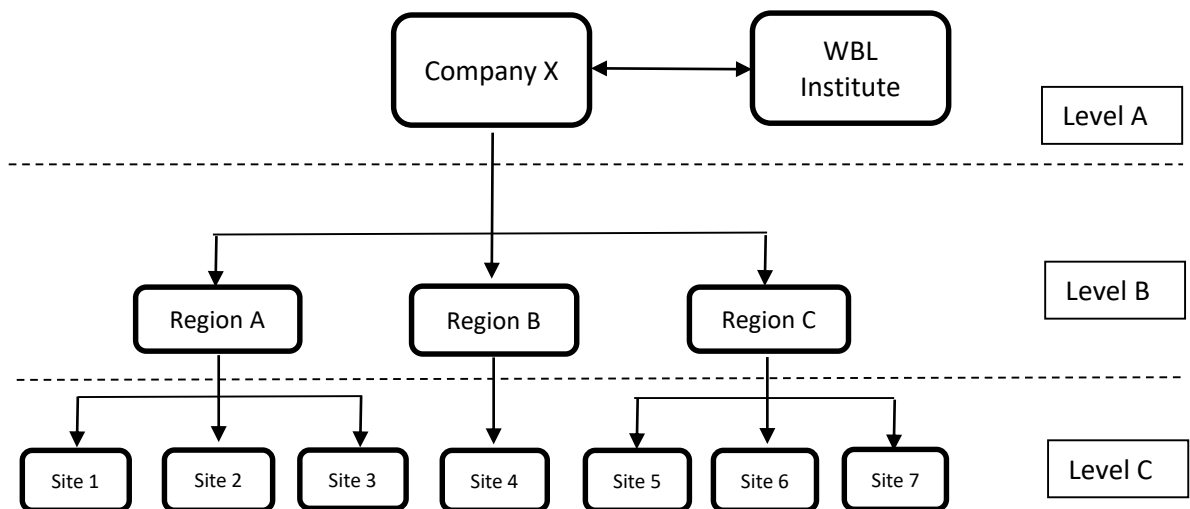 Company X
WBL
Institute
Level A
Region A
Region B
Region C
Level B
Site 1
Site 2
Site 3
Site 4
Site 5
Site 6
Site 7
Level C